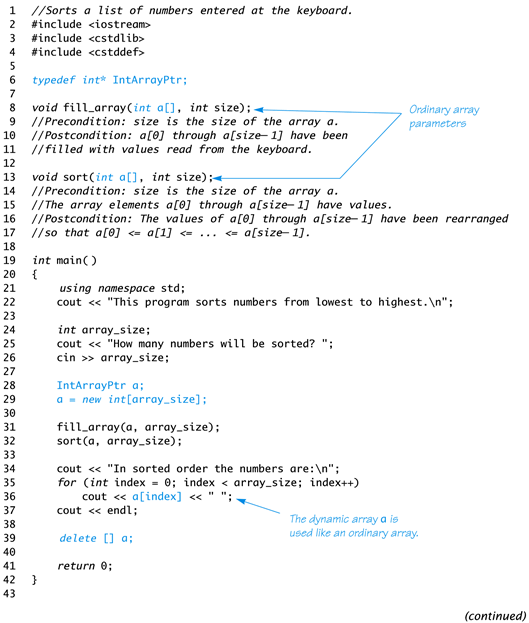 1 //Sorts a list of numbers entered at the keyboard.
2 #include <iostream>
3 #include <cstdlib>
4 #include <cstddef>
5
6 typedef int* IntArrayPtr;
7
8 void fill_array(int a[], int size);
Ordinary array
parameters
9 //Precondition: size is the size of the array a.
10 //Postcondition: a[0] through a[size—1] have been
11 //filled with values read from the keyboard.
12
13 void sort(int a[], int size);
14 //Precondition: size is the size of the array a.
15 //The array elements a[0] through a[size—1] have values.
16 //Postcondition: The values of a[0] through a[size—1] have been rearranged
17 //so that a[0] <= a[1] <= ... <= a[size—1].
18
19 int main()
20 {
21 using namespace std;
22 cout << "This program sorts numbers from lowest to highest.\n";
23
24 int array_size;
25 cout << "How many numbers will be sorted? ";
26 cin >> array_size;
27
28 IntArrayPtr a;
29 a = new int[array_size];
30
31 fill_array(a, array_size);
32 sort(a, array_size);
33
34 cout << "In sorted order the numbers are:\n";
35 for (int index = 0; index < array_size; index++)
36 cout << a[index] << " ";
37 cout << endl;
The dynamic array a is
used like an ordinary array.
38
39 delete [] a;
40
41 return 0;
42 }
43
(continued)